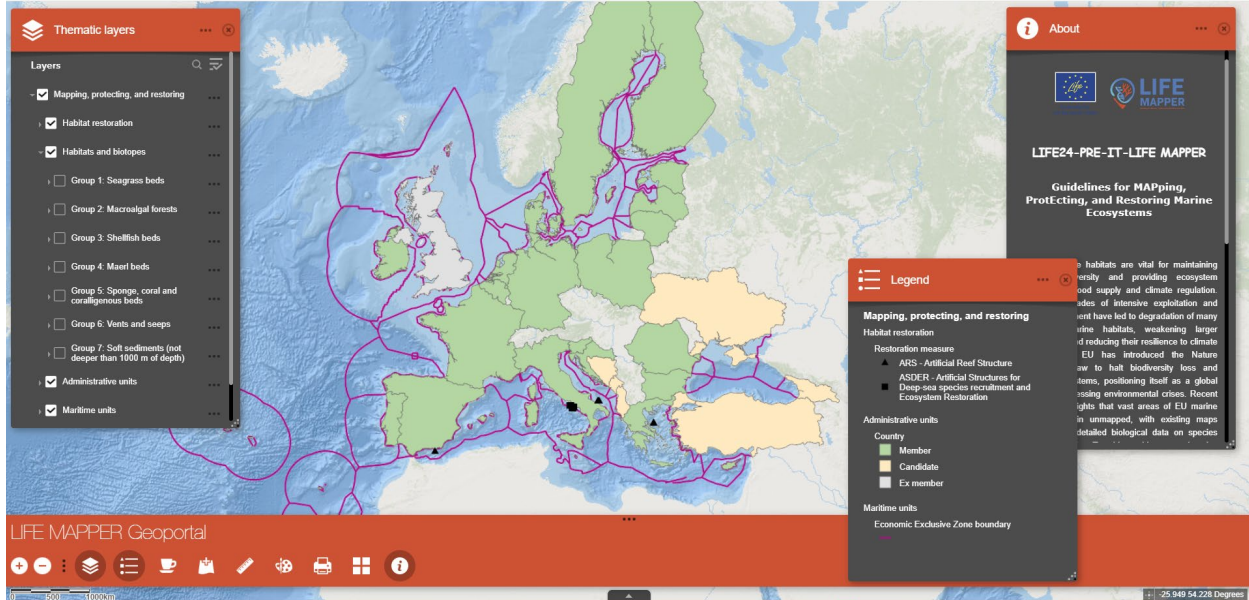 Thematic layers
Layers
Mapping, protecting, and restoring
Habitat restoration
Habitats and biotopes
Group 1: Seagrass beds
Group 2: Macroalgal forests
Group 3: Shellfish beds
Group 4: Maerl beds
Group 5: Sponge, coral and
coralligenous beds
Group 6: Vents and seeps
Group 7: Soft sediments (not
deeper than 1000 m of depth)
Administrative units
Maritime units
About
LIFE
MAPPER
LIFE24-PRE-IT-LIFE MAPPER
Guidelines for MAPping,
ProtEcting, and Restoring Marine
Ecosystems
habitats are vital for maintaining
and providing ecosystem
supply and climate regulation.
of intensive exploitation and
have led to degradation of many
habitats, weakening larger
reducing their resilience to climate
EU has introduced the Nature
to halt biodiversity loss and
positioning itself as a global
environmental crises. Recent
that vast areas of EU marine
unmapped, with existing maps
detailed biological data on species
Legend
Mapping, protecting, and restoring
Habitat restoration
Restoration measure
ARS - Artificial Reef Structure
ASDER - Artificial Structures for
Deep-sea species recruitment and
Ecosystem Restoration
Administrative units
Country
Member
Candidate
Ex member
Maritime units
Economic Exclusive Zone boundary
LIFE MAPPER Geoportal
0 500 1000km
-25.949 54.228 Degrees